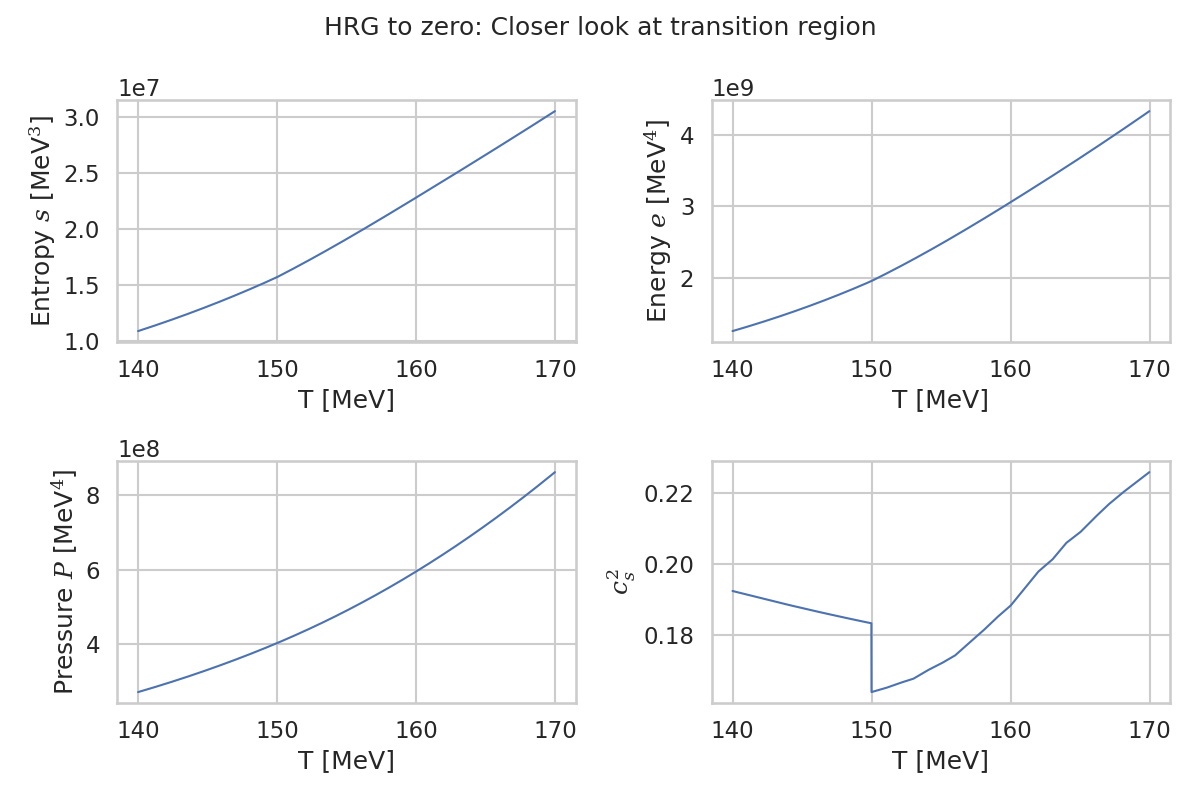 HRG to zero: Closer look at transition region
1e7
Entropy s [MeV³]
3.0
2.5
2.0
1.5
1.0
140 150 160 170
T [MeV]
1e9
Energy e [MeV⁴]
4
3
2
140 150 160 170
T [MeV]
1e8
Pressure P [MeV⁴]
8
6
4
140 150 160 170
T [MeV]
c_s^2
0.22
0.20
0.18
140 150 160 170
T [MeV]